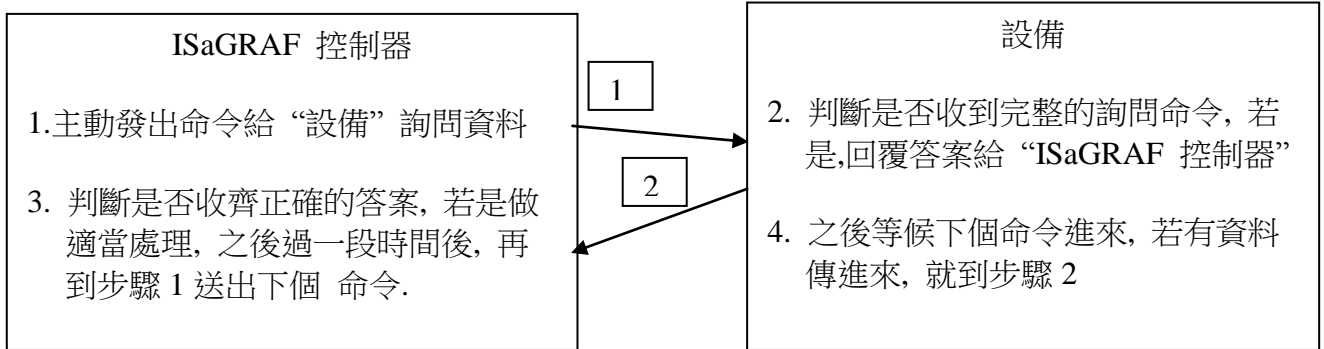 ISaGRAF 控制器
1.主動發出命令給 “設備” 詢問資料
3. 判斷是否收齊正確的答案, 若是做
適當處理, 之後過一段時間後, 再
到步驟 1 送出下個 命令.
1
2
設備
2. 判斷是否收到完整的詢問命令, 若
是,回覆答案給 “ISaGRAF 控制器”
4. 之後等候下個命令進來, 若有資料
傳進來, 就到步驟 2